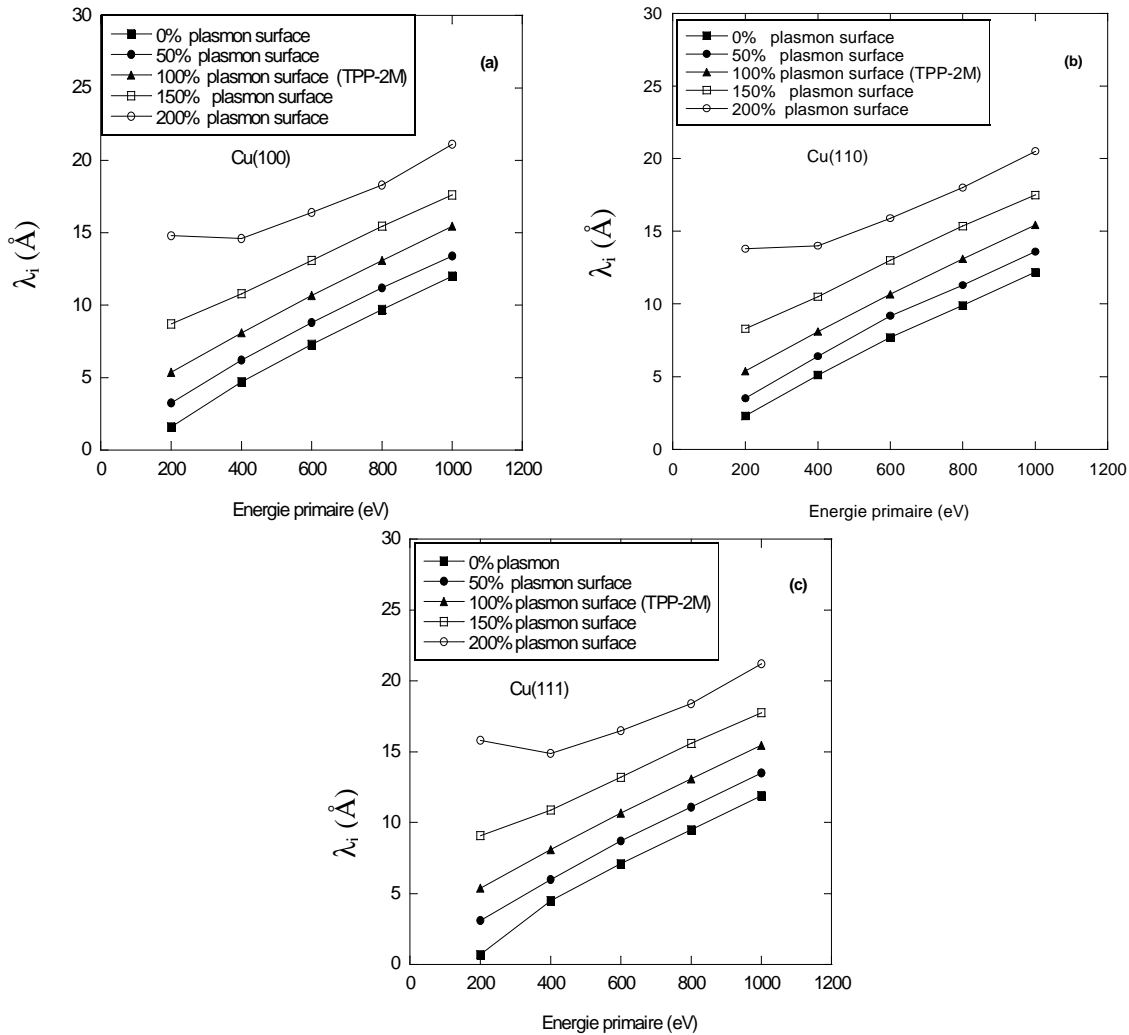 30
25
20
15
10
5
0
0% plasmon surface
50% plasmon surface
100% plasmon surface (TPP-2M)
150% plasmon surface
200% plasmon surface
(a)
Cu(100)
λi (Å)
0 200 400 600 800 1000 1200
Energie primaire (eV)
30
25
20
15
10
5
0
0% plasmon surface
50% plasmon surface
100% plasmon surface (TPP-2M)
150% plasmon surface
200% plasmon surface
(b)
Cu(110)
λi (Å)
0 200 400 600 800 1000 1200
Energie primaire (eV)
30
25
20
15
10
5
0
0% plasmon
50% plasmon surface
100% plasmon surface (TPP-2M)
150% plasmon surface
200% plasmon surface
(c)
Cu(111)
λi (Å)
0 200 400 600 800 1000 1200
Energie primaire (eV)